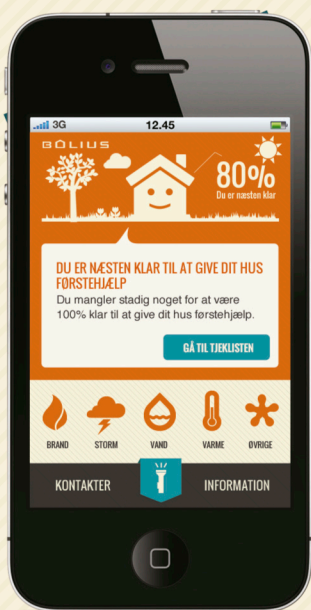 3G 12.45
BOLIUS
80%
Du er næsten klar
DU ER NÆSTEN KLAR TIL AT GIVE DIT HUS
FØRSTEHJÆLP
Du mangler stadig noget for at være
100% klar til at give dit hus førstehjælp.
GÅ TIL TJEKLISTEN
BRAND STORM VAND VARME ØVRIGE
KONTAKTER INFORMATION